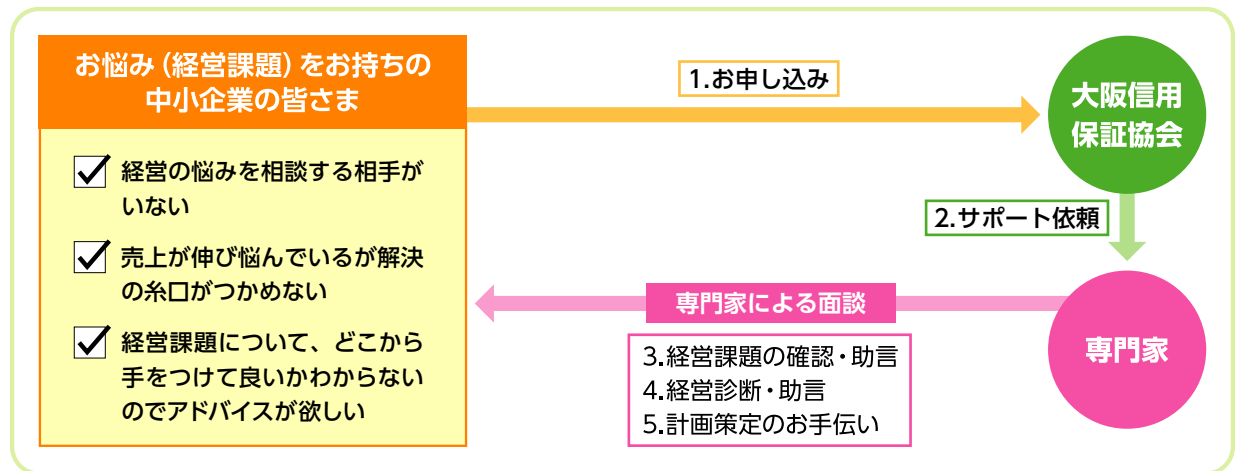 お悩み(経営課題)をお持ちの
中小企業の皆さま
経営の悩みを相談する相手が
いない
売上が伸び悩んでいるが解決
の糸口がつかめない
経営課題について、どこから
手をつけて良いかわからない
のでアドバイスが欲しい
1.お申し込み
大阪信用
保証協会
2.サポート依頼
専門家
専門家による面談
3.経営課題の確認・助言
4.経営診断・助言
5.計画策定のお手伝い